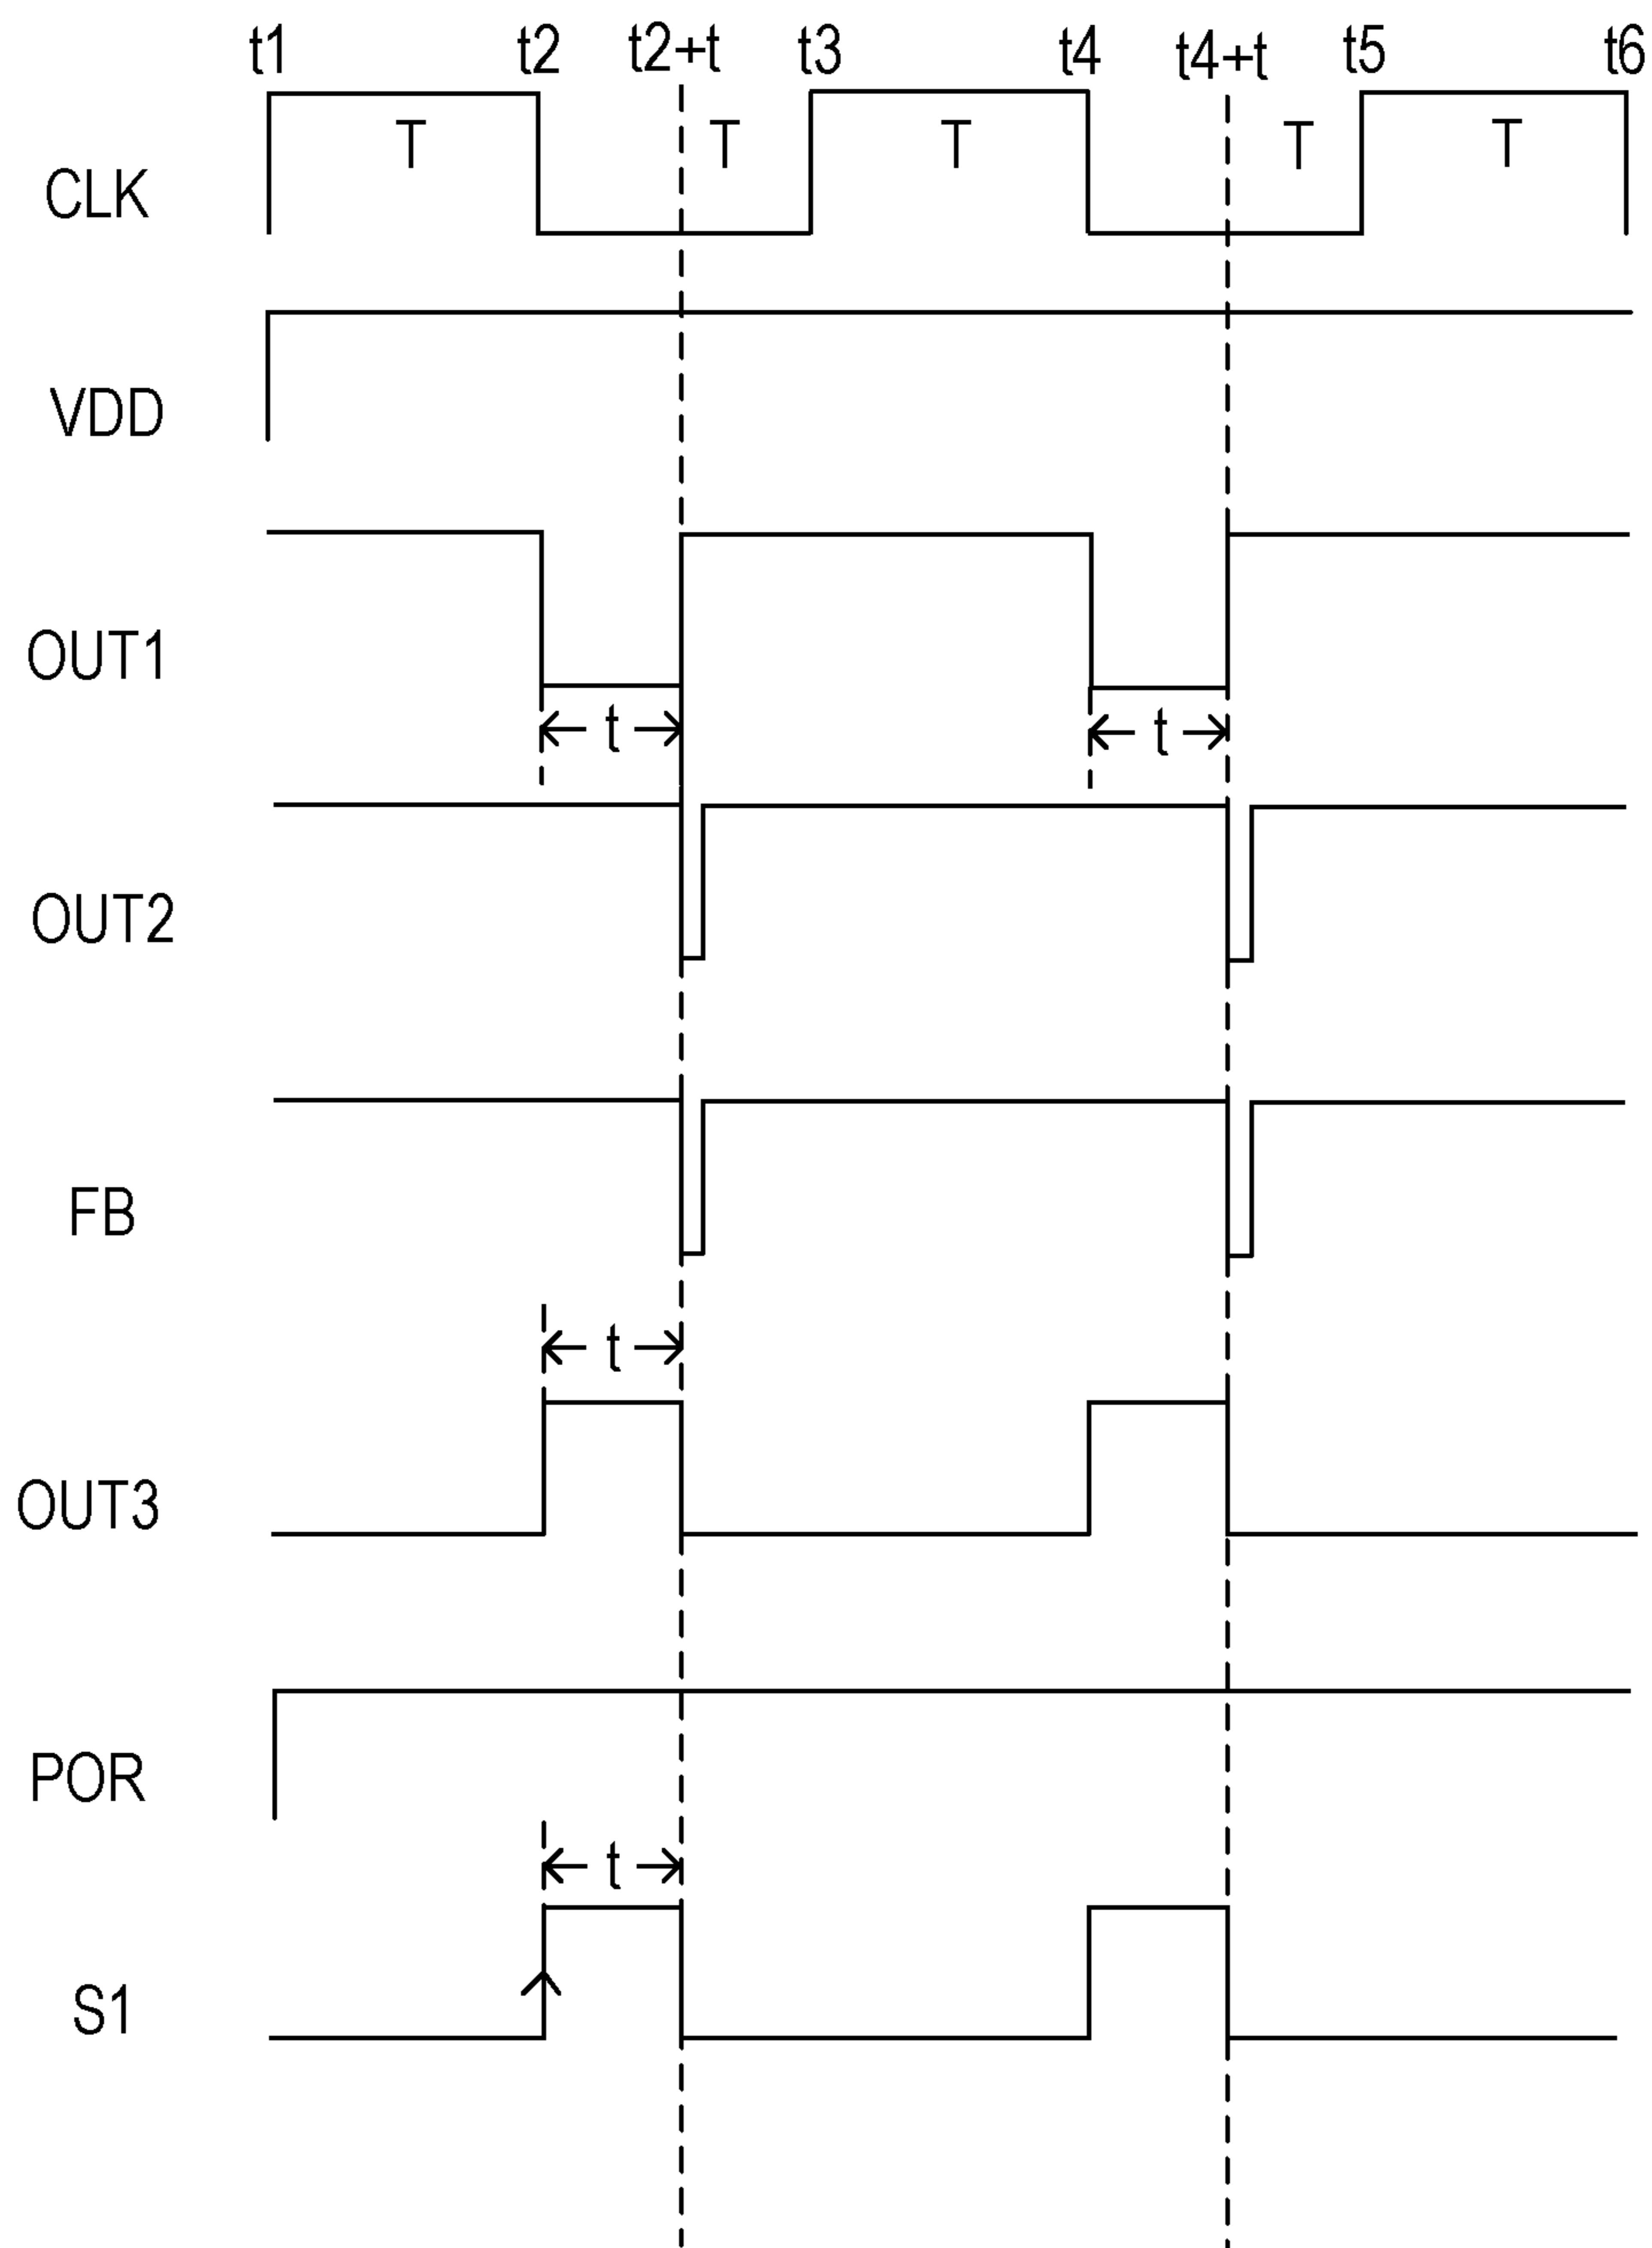 t1 t2 t2+t t3 t4 t4+t t5 t6
T T T T T
CLK
VDD
OUT1
t t
OUT2
FB
t
OUT3
POR
t
S1